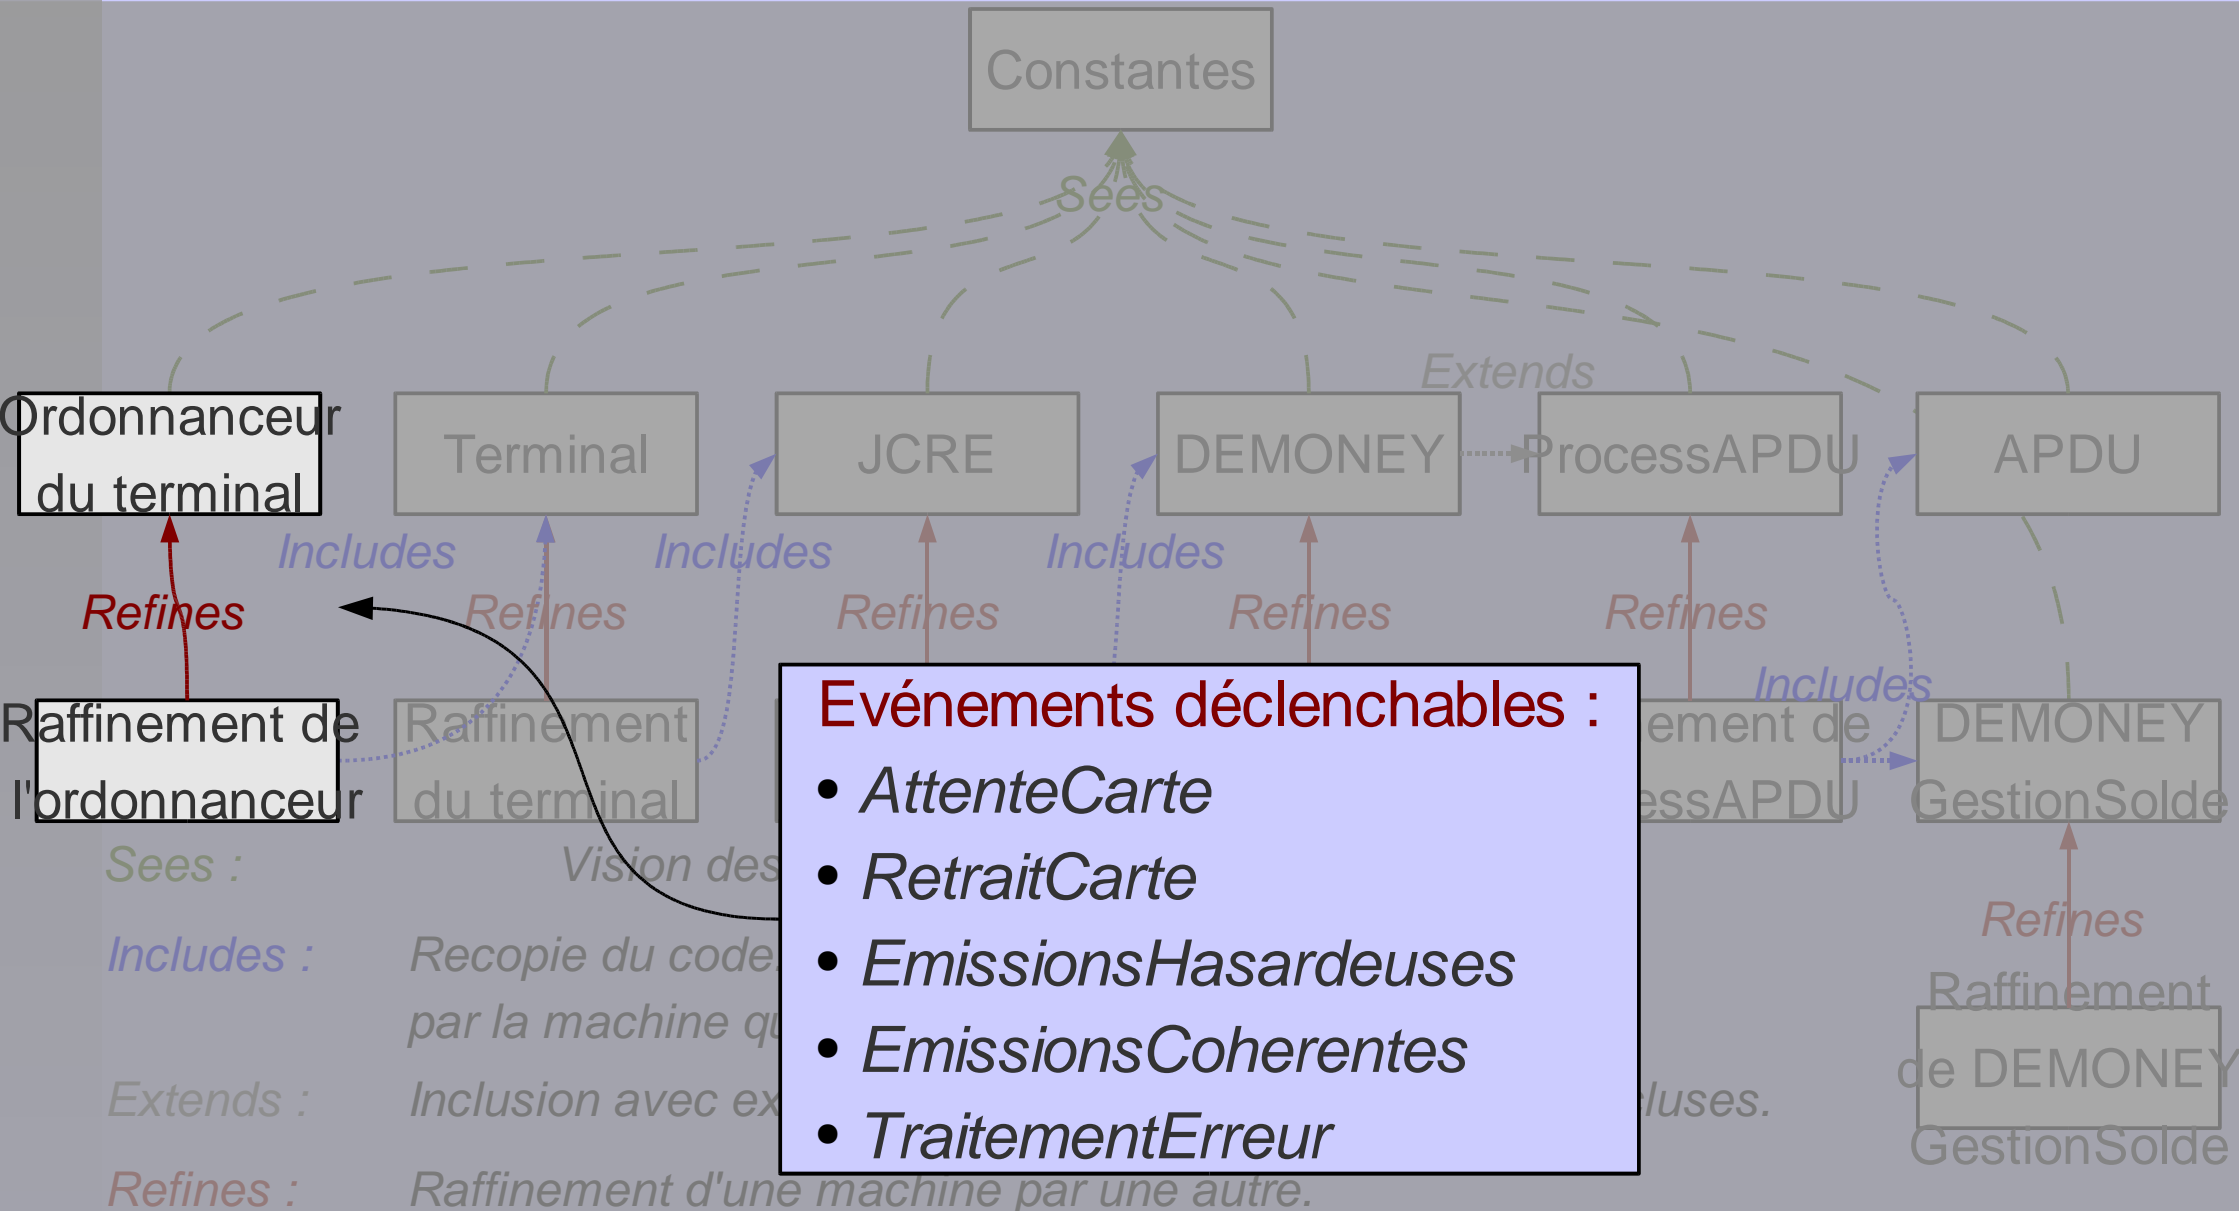 Constantes
Sees
Extends
Ordonnanceur
du terminal
Terminal
JCRE
DEMONEY
ProcessAPDU
APDU
Includes
Includes
Includes
Refines
Refines
Refines
Refines
Refines
Includes
Raffinement de
l'ordonnanceur
Raffinement
du terminal
ement de
essAPDU
DEMONEY
GestionSolde
Evénements déclenchables :
• AttenteCarte
• RetraitCarte
• EmissionsHasardeuses
• EmissionsCoherentes
• TraitementErreur
Refines
Raffinement
de DEMONEY
GestionSolde
Sees : Vision des
Includes : Recopie du code
par la machine qu
Extends : Inclusion avec ex cluses.
Refines : Raffinement d'une machine par une autre.